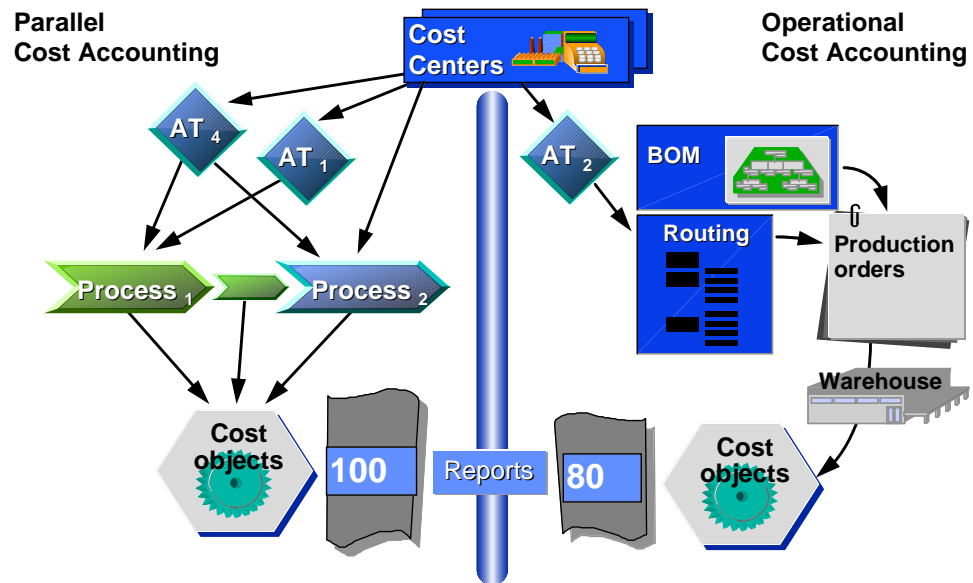 Parallel
Cost Accounting
Cost
Centers
Operational
Cost Accounting
AT 4
AT 1
AT 2
BOM
Routing
Production
orders
Process 1
Process 2
Warehouse
Cost
objects
100
Reports
80
Cost
objects